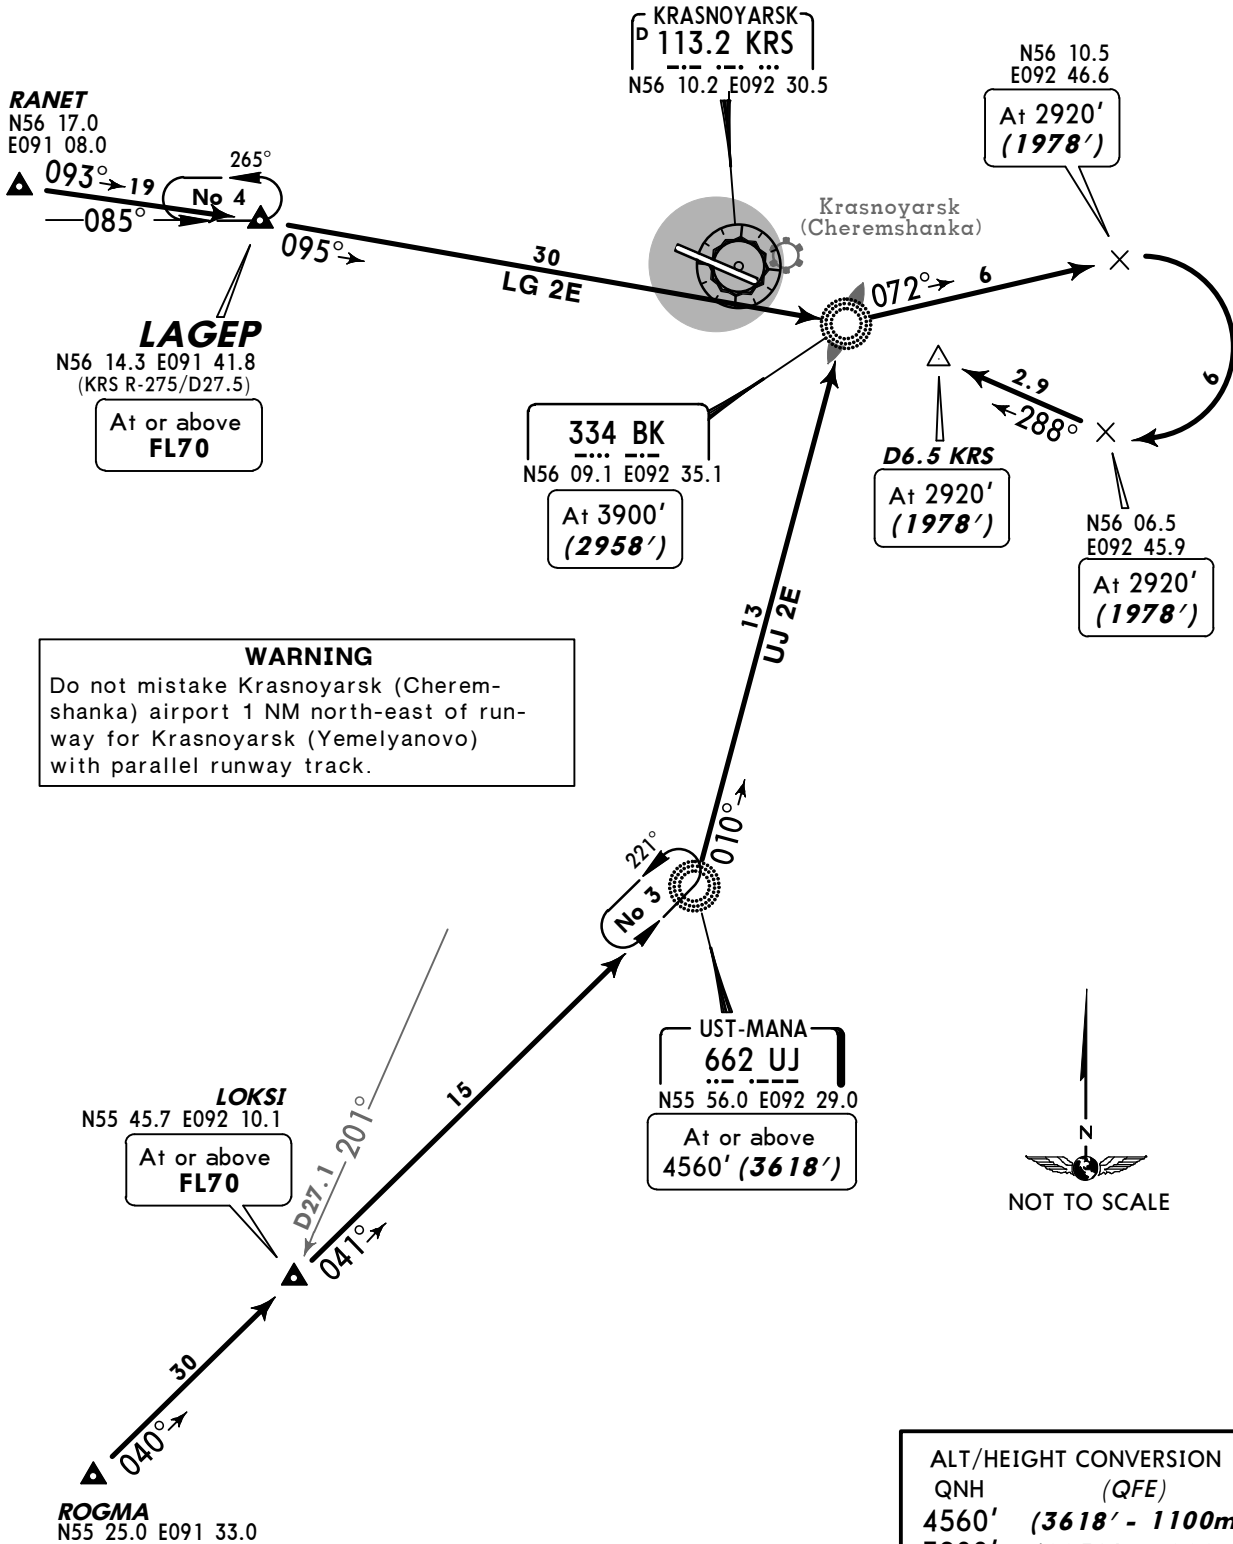 KRASNOYARSK
D 113.2 KRS
N56 10.2 E092 30.5
N56 10.5
E092 46.6
At 2920'
(1978')
RANET
N56 17.0
E091 08.0
093° 19
265°
No 4
085°
Krasnoyarsk
(Cheremshanka)
095°
30
LG 2E
072°
6
LAGEP
N56 14.3 E091 41.8
(KRS R-275/D27.5)
At or above
FL70
2.9
288°
6
334 BK
N56 09.1 E092 35.1
At 3900'
(2958')
D6.5 KRS
At 2920'
(1978')
N56 06.5
E092 45.9
At 2920'
(1978')
13
UJ 2E
WARNING
Do not mistake Krasnoyarsk (Cherem-
shanka) airport 1 NM north-east of run-
way for Krasnoyarsk (Yemelyanovo)
with parallel runway track.
010°
221°
No 3
UST-MANA
662 UJ
N55 56.0 E092 29.0
At or above
4560' (3618')
LOKSI
N55 45.7 E092 10.1
At or above
FL70
15
D27.1
201°
041°
N
NOT TO SCALE
30
040°
ROGMA
N55 25.0 E091 33.0
ALT/HEIGHT CONVERSION
QNH (QFE)
4560' (3618' - 1100m